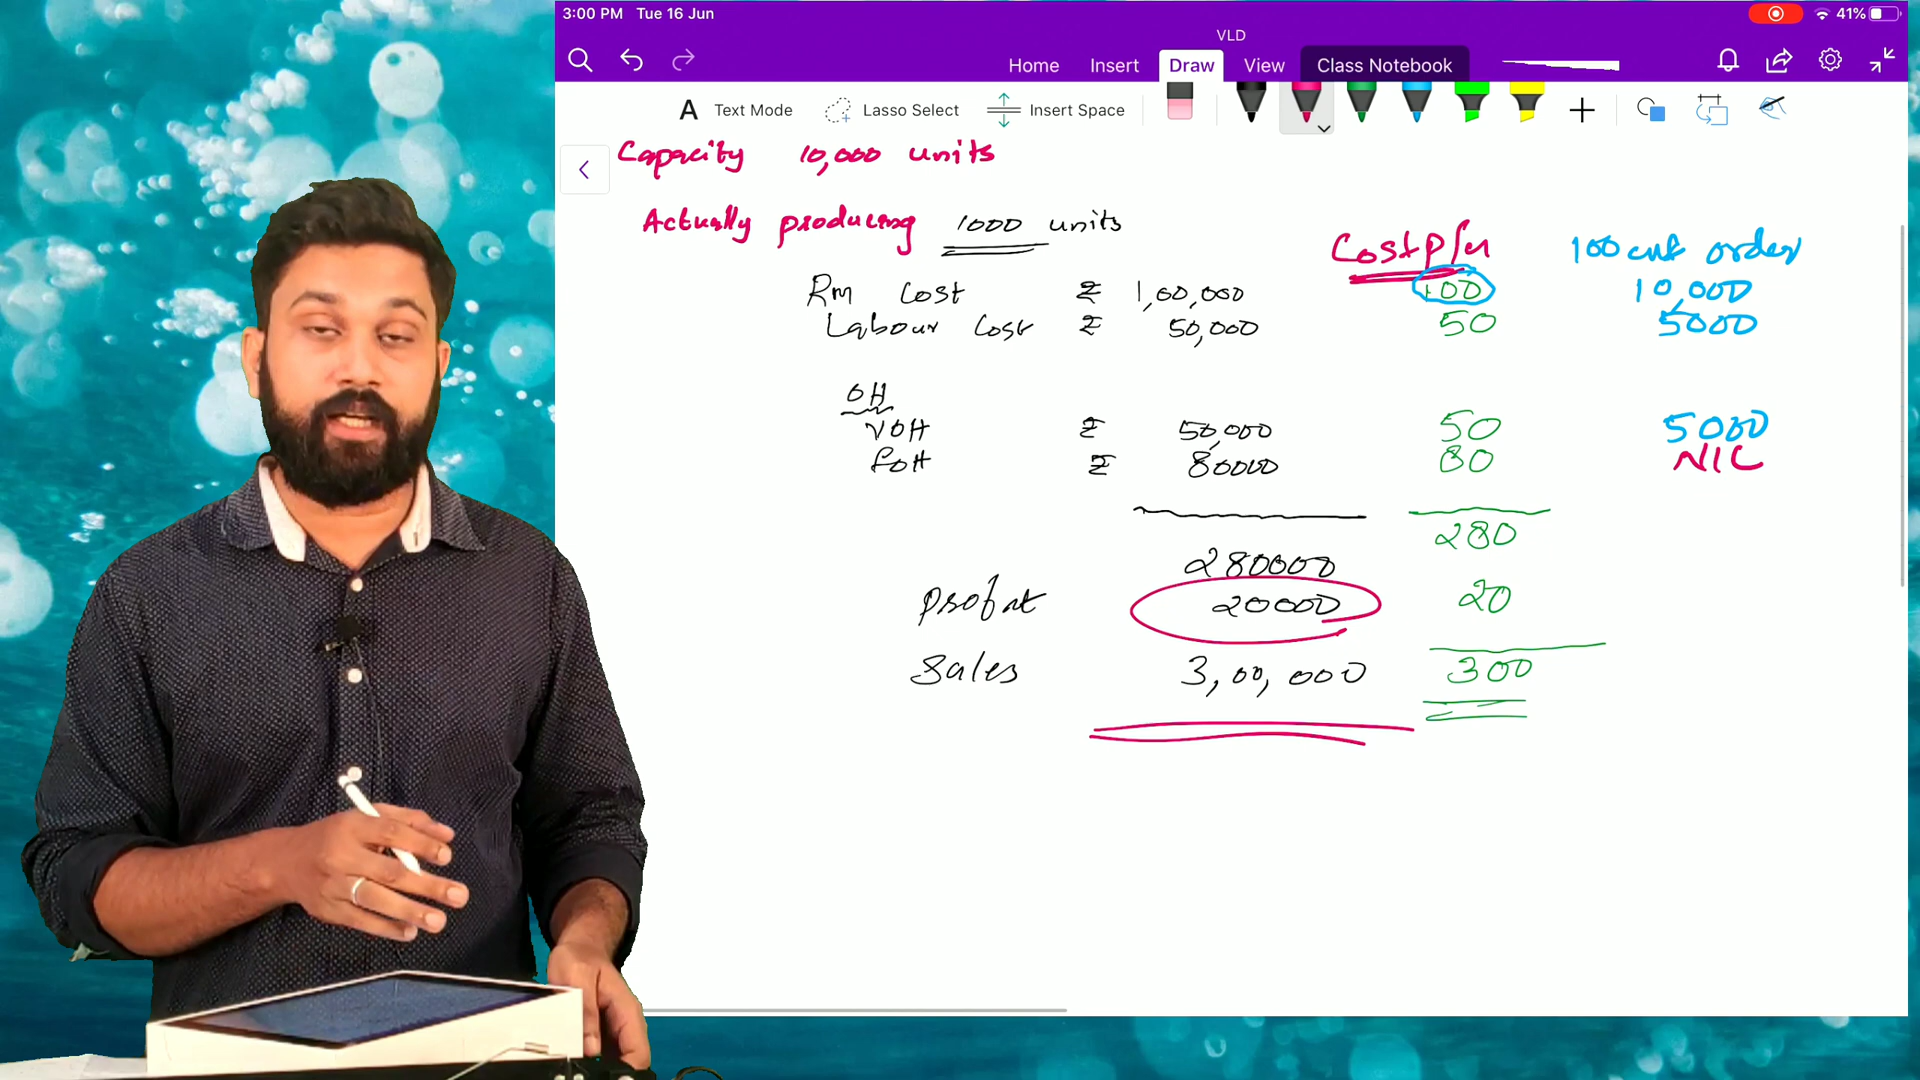 3:00 PM Tue 16 Jun 41%
VLD
Home Insert Draw View Class Notebook
A Text Mode Lasso Select Insert Space
Capacity 10,000 units
Actually producing 1000 units
Cost p/u 100 unt order
Rm Cost ₹ 1,00,000 100 10,000
Labour Cost ₹ 50,000 50 5000
OH
VOH ₹ 50,000 50 5000
FOH ₹ 80000 80 NIL
280000 280
Profit 20000 20
Sales 3,00,000 300